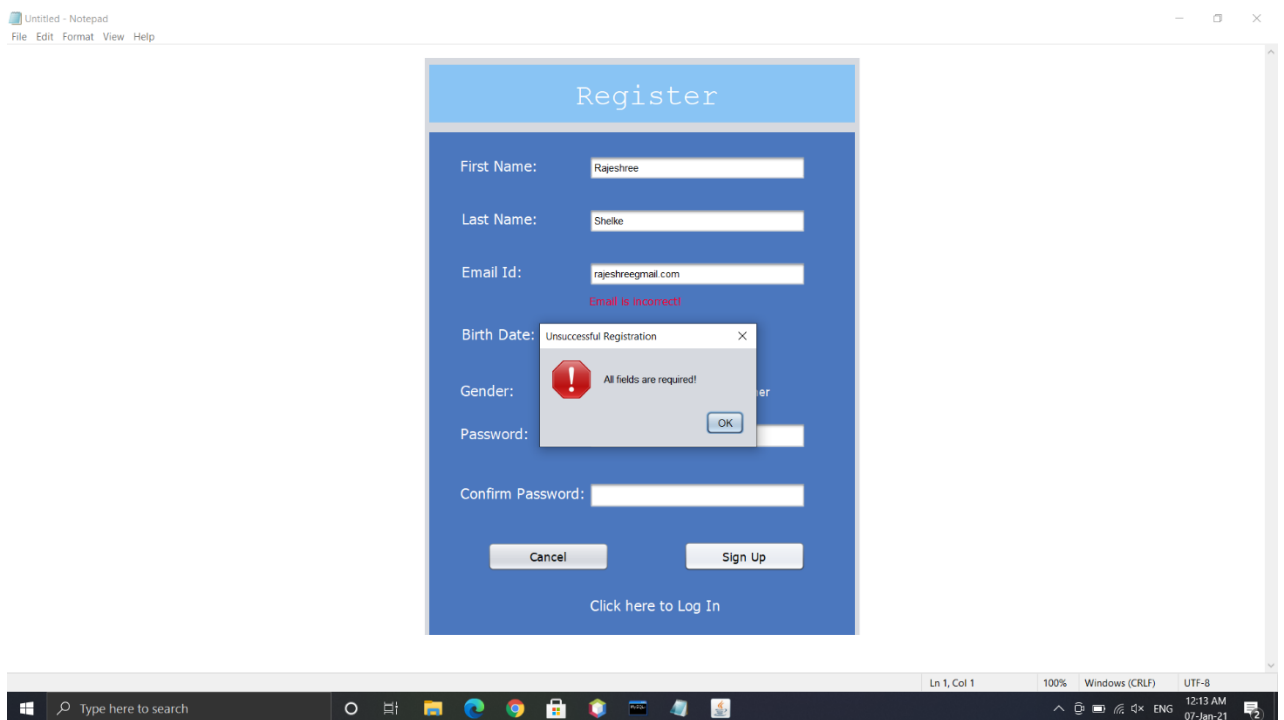 Untitled - Notepad
File Edit Format View Help
Register
First Name: Rajeshree
Last Name: Shelke
Email Id: rajeshreegmail.com
Email is incorrect!
Birth Date:
Unsuccessful Registration
All fields are required!
Gender:
er
OK
Password:
Confirm Password:
Cancel Sign Up
Click here to Log In
Ln 1, Col 1 100% Windows (CRLF) UTF-8
Type here to search
ENG 12:13 AM
07-Jan-21
2